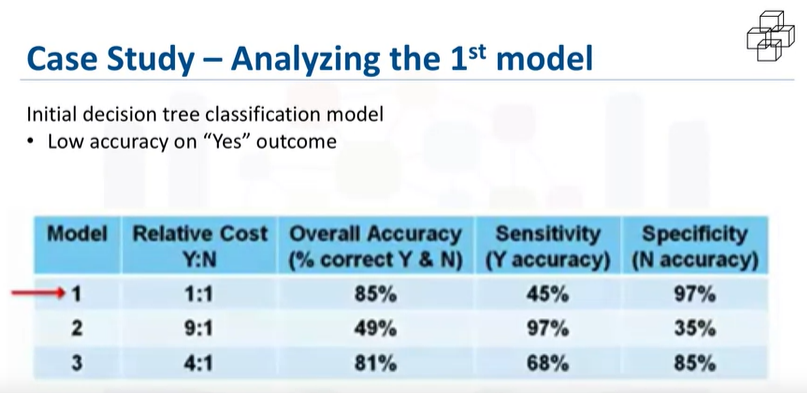 Case Study – Analyzing the 1st model
Initial decision tree classification model
• Low accuracy on “Yes” outcome
Model Relative Cost Y:N Overall Accuracy (% correct Y & N) Sensitivity (Y accuracy) Specificity (N accuracy)
1 1:1 85% 45% 97%
2 9:1 49% 97% 35%
3 4:1 81% 68% 85%